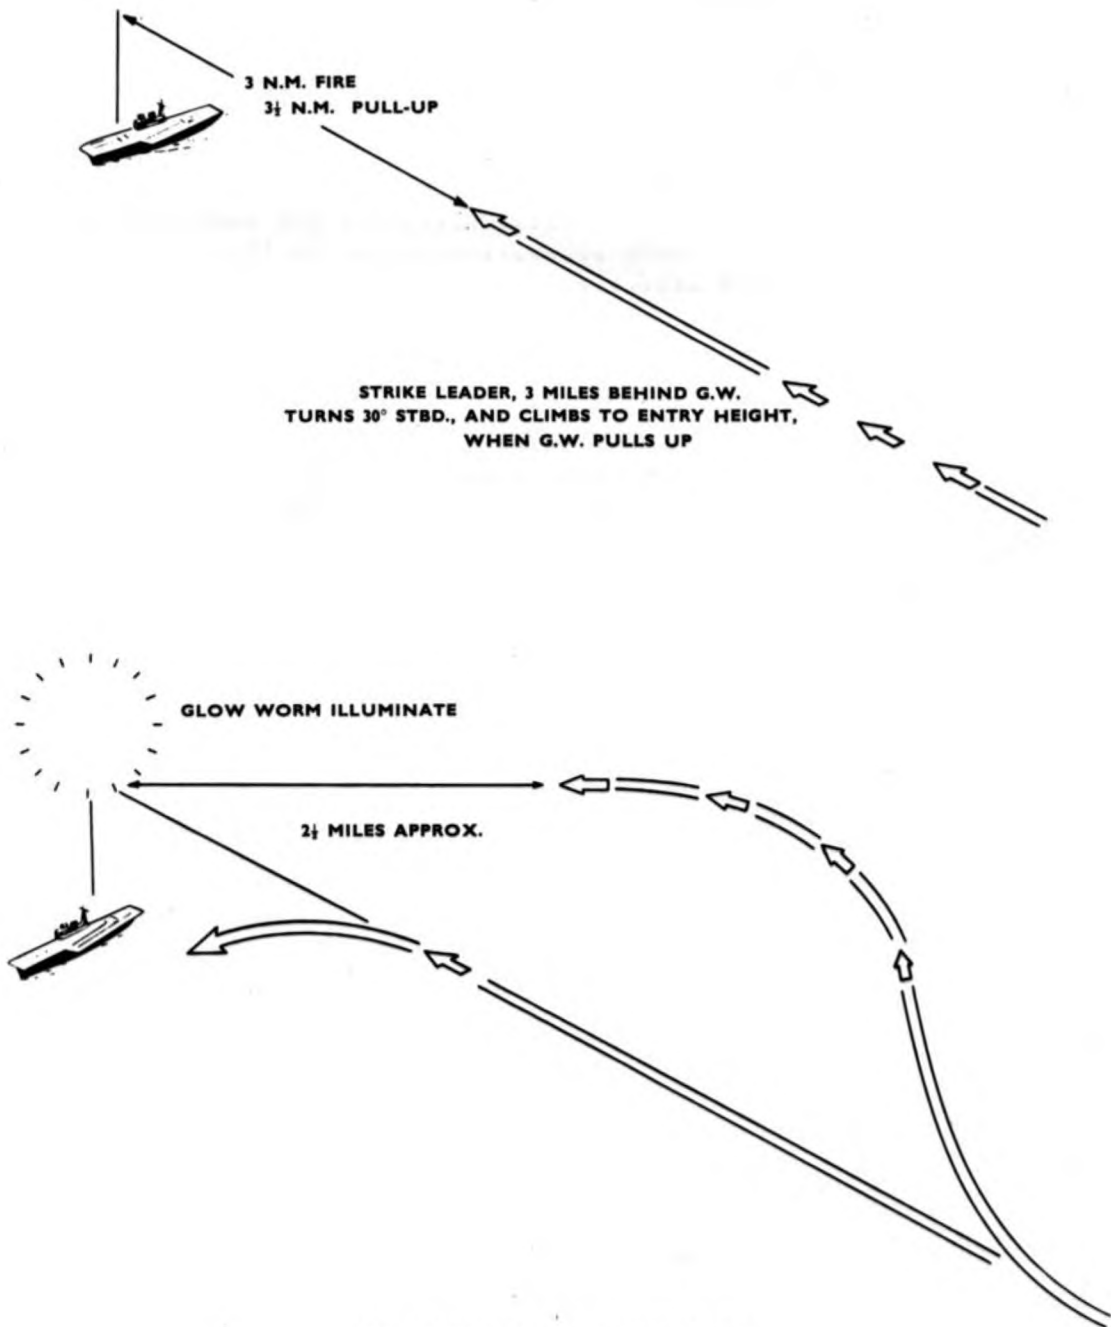 3 N.M. FIRE
3½ N.M. PULL-UP
STRIKE LEADER, 3 MILES BEHIND G.W.
TURNS 30° STBD., AND CLIMBS TO ENTRY HEIGHT,
WHEN G.W. PULLS UP
GLOW WORM ILLUMINATE
2½ MILES APPROX.